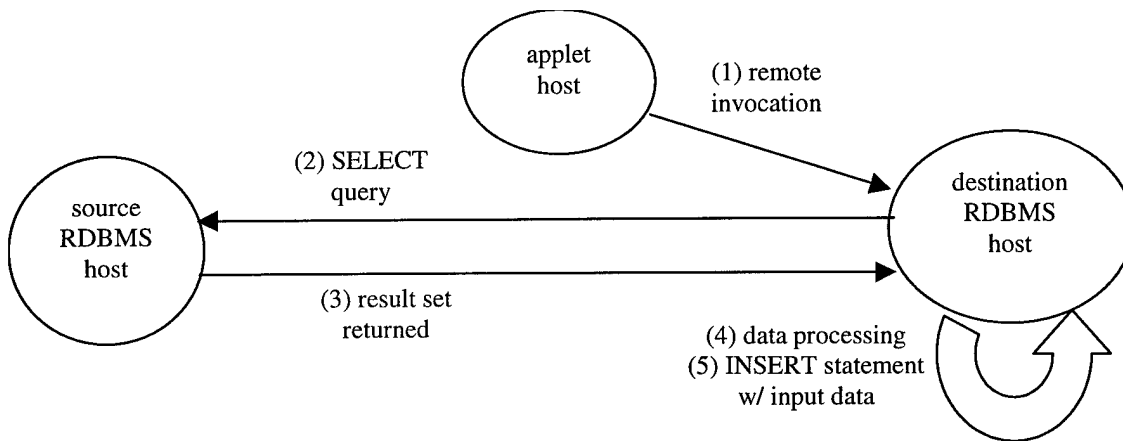 applet
host
(1) remote
invocation
(2) SELECT
query
source
RDBMS
host
destination
RDBMS
host
(3) result set
returned
(4) data processing
(5) INSERT statement
w/ input data